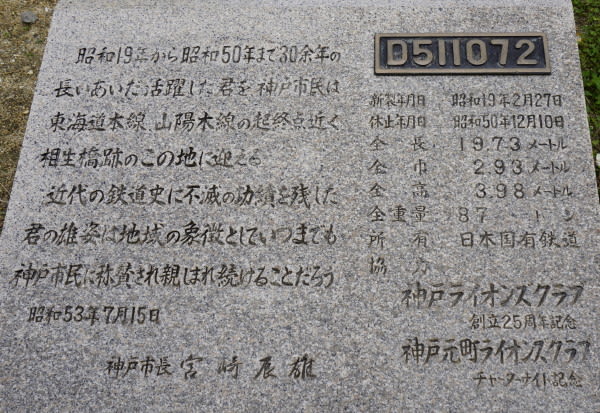 昭和19年から昭和50年まで30余年の
長いあいだ活躍した君を神戸市民は
東海道本線、山陽本線の起終点近く
相生橋跡のこの地に迎える
近代の鉄道史に不滅の功績を残した
君の雄姿は地域の象徴としていつまでも
神戸市民に称賛され親しまれ続けることだろう
昭和53年7月15日
神戸市長 宮崎辰雄
D511072
新製年月日 昭和19年2月27日
休止年月日 昭和50年12月10日
全長 19.73メートル
全巾 2.93メートル
全高 3.98メートル
全重量 87トン
所有 日本国有鉄道
協力
神戸ライオンズクラブ
創立25周年記念
神戸元町ライオンズクラブ
チャーターナイト記念